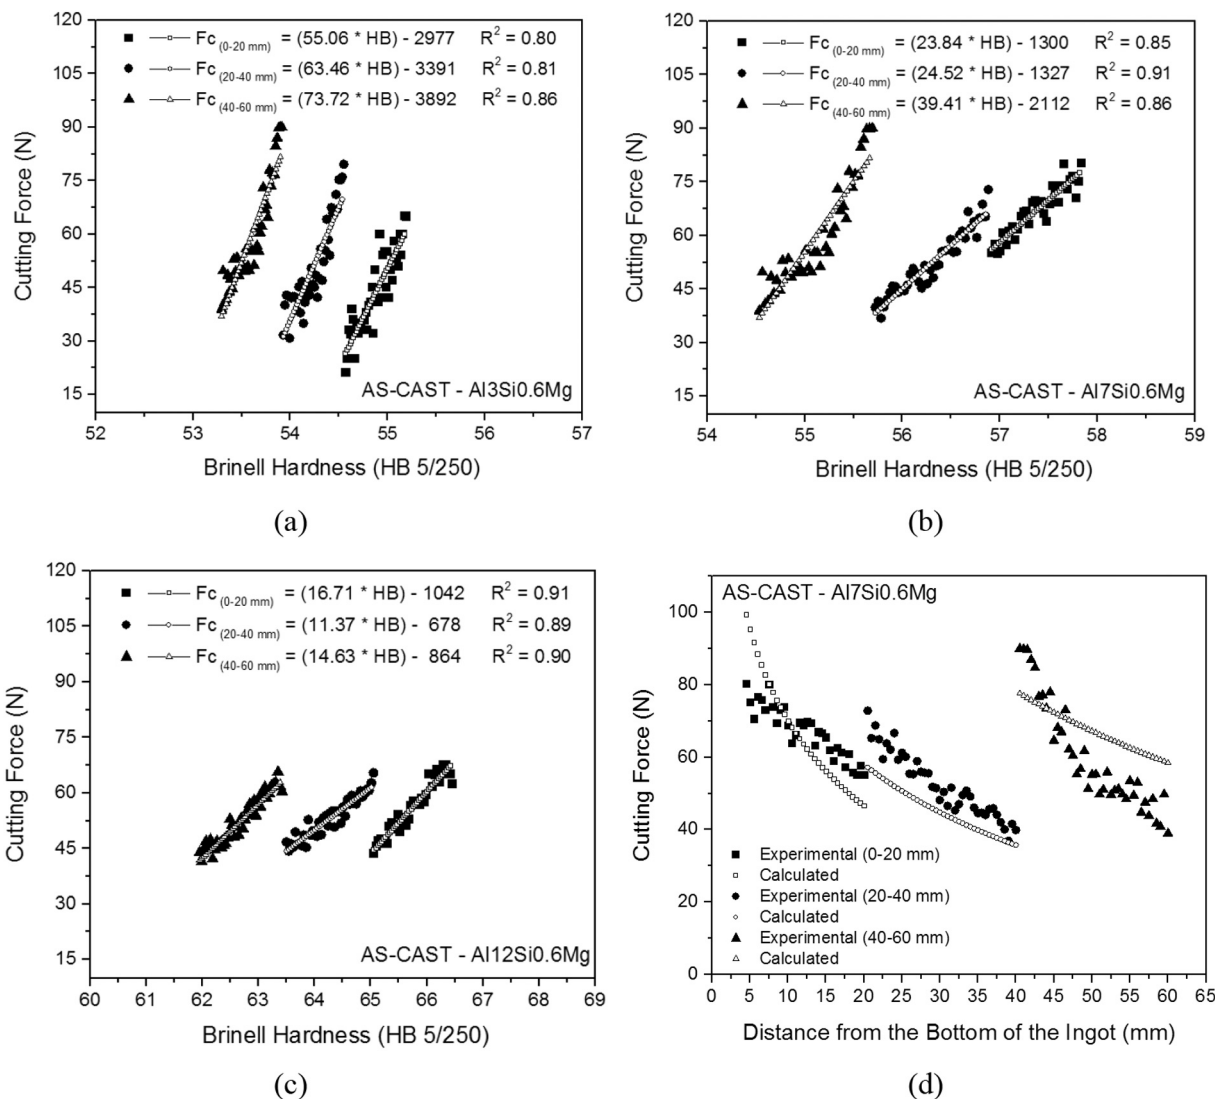 120
105
90
75
60
45
30
15
Cutting Force (N)
Fc (0-20 mm) = (55.06 * HB) - 2977 R² = 0.80
Fc (20-40 mm) = (63.46 * HB) - 3391 R² = 0.81
Fc (40-60 mm) = (73.72 * HB) - 3892 R² = 0.86
AS-CAST - Al3Si0.6Mg
52 53 54 55 56 57
Brinell Hardness (HB 5/250)
(a)
120
105
90
75
60
45
30
15
Cutting Force (N)
Fc (0-20 mm) = (23.84 * HB) - 1300 R² = 0.85
Fc (20-40 mm) = (24.52 * HB) - 1327 R² = 0.91
Fc (40-60 mm) = (39.41 * HB) - 2112 R² = 0.86
AS-CAST - Al7Si0.6Mg
54 55 56 57 58 59
Brinell Hardness (HB 5/250)
(b)
120
105
90
75
60
45
30
15
Cutting Force (N)
Fc (0-20 mm) = (16.71 * HB) - 1042 R² = 0.91
Fc (20-40 mm) = (11.37 * HB) - 678 R² = 0.89
Fc (40-60 mm) = (14.63 * HB) - 864 R² = 0.90
AS-CAST - Al12Si0.6Mg
60 61 62 63 64 65 66 67 68 69
Brinell Hardness (HB 5/250)
(c)
AS-CAST - Al7Si0.6Mg
100
80
60
40
20
0
Cutting Force (N)
Experimental (0-20 mm)
Calculated
Experimental (20-40 mm)
Calculated
Experimental (40-60 mm)
Calculated
0 5 10 15 20 25 30 35 40 45 50 55 60 65
Distance from the Bottom of the Ingot (mm)
(d)